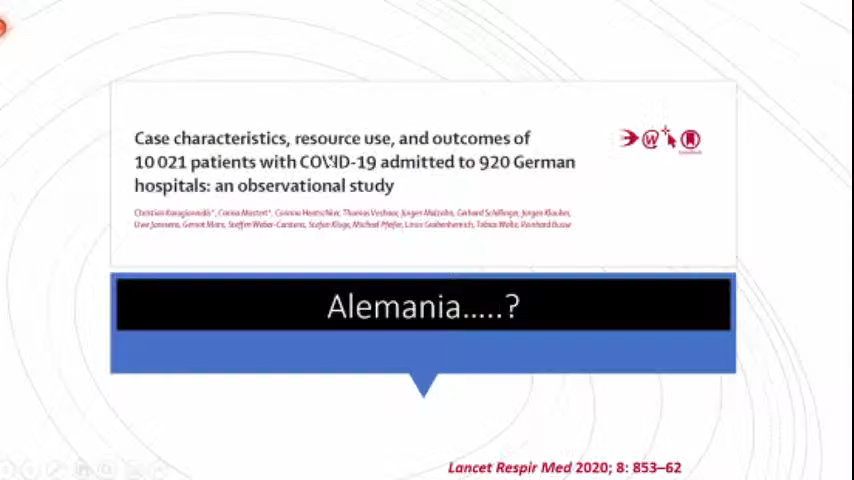 Case characteristics, resource use, and outcomes of
10 021 patients with COVID-19 admitted to 920 German
hospitals: an observational study
Christian Karagiannidis*, Carina Mostert*, Corinna Hentschker, Thomas Voshaar, Jürgen Malzahn, Gerhard Schillinger, Jürgen Klauber,
Uwe Janssens, Gernot Marx, Steffen Weber-Carstens, Stefan Kluge, Michael Pfeifer, Linus Grabenhenrich, Tobias Welte, Reinhard Busse
W
Alemania.....?
Lancet Respir Med 2020; 8: 853–62